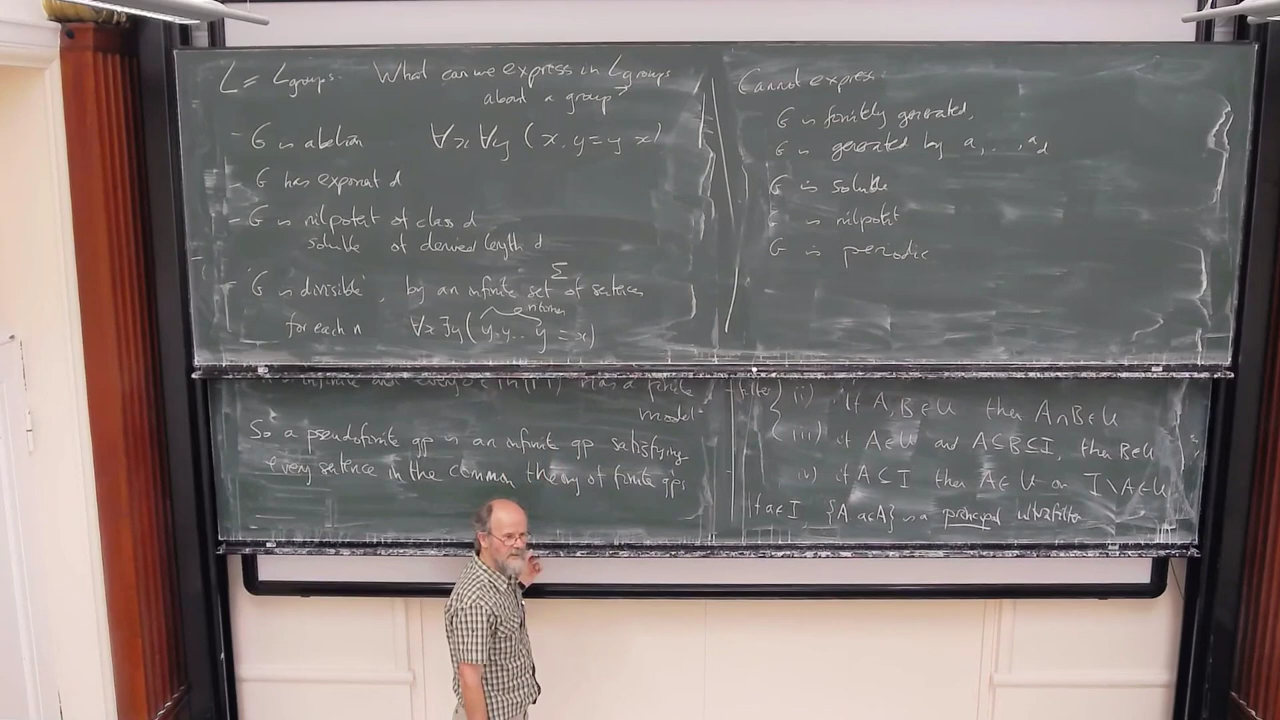 L = L groups. What can we express in L groups
about a group?
- G is abelian ∀x ∀y (x.y = y x)
- G has exponent d
- G is nilpotent of class d
soluble of derived length d
- 'G is divisible', by an infinite set Σ of sentences
for each n ∀x ∃y (y.y... y = x)
n times
Cannot express:
G is finitely generated,
G is generated by a1, .., ad
G is soluble
G is nilpotent
G is periodic
model
So a pseudofinite gp is an infinite gp satisfying
every sentence in the common theory of finite gps
filter (ii) if A, B ∈ U then A∩B ∈ U
(iii) if A ∈ U and A ⊆ B ⊆ I, then B ∈ U
iv) if A ⊆ I then A ∈ U or I \ A ∈ U
If a ∈ I, {A: a ∈ A} is a principal ultrafilter